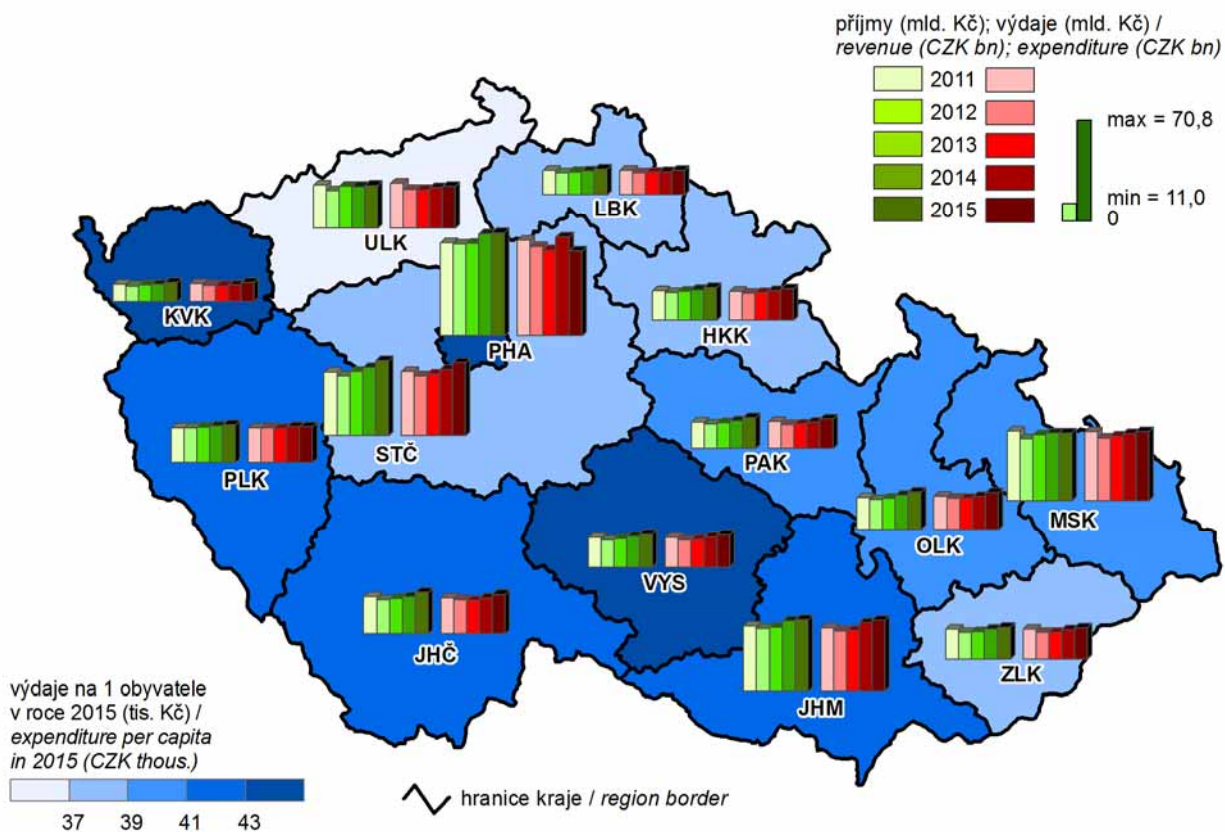 příjmy (mld. Kč); výdaje (mld. Kč) /
revenue (CZK bn); expenditure (CZK bn)
2011
2012
2013
2014
2015
max = 70,8
min = 11,0
0
LBK
ULK
KVK
PHA
HKK
STČ
PLK
PAK
MSK
OLK
VYS
JHČ
ZLK
JHM
výdaje na 1 obyvatele
v roce 2015 (tis. Kč) /
expenditure per capita
in 2015 (CZK thous.)
37 39 41 43
hranice kraje / region border